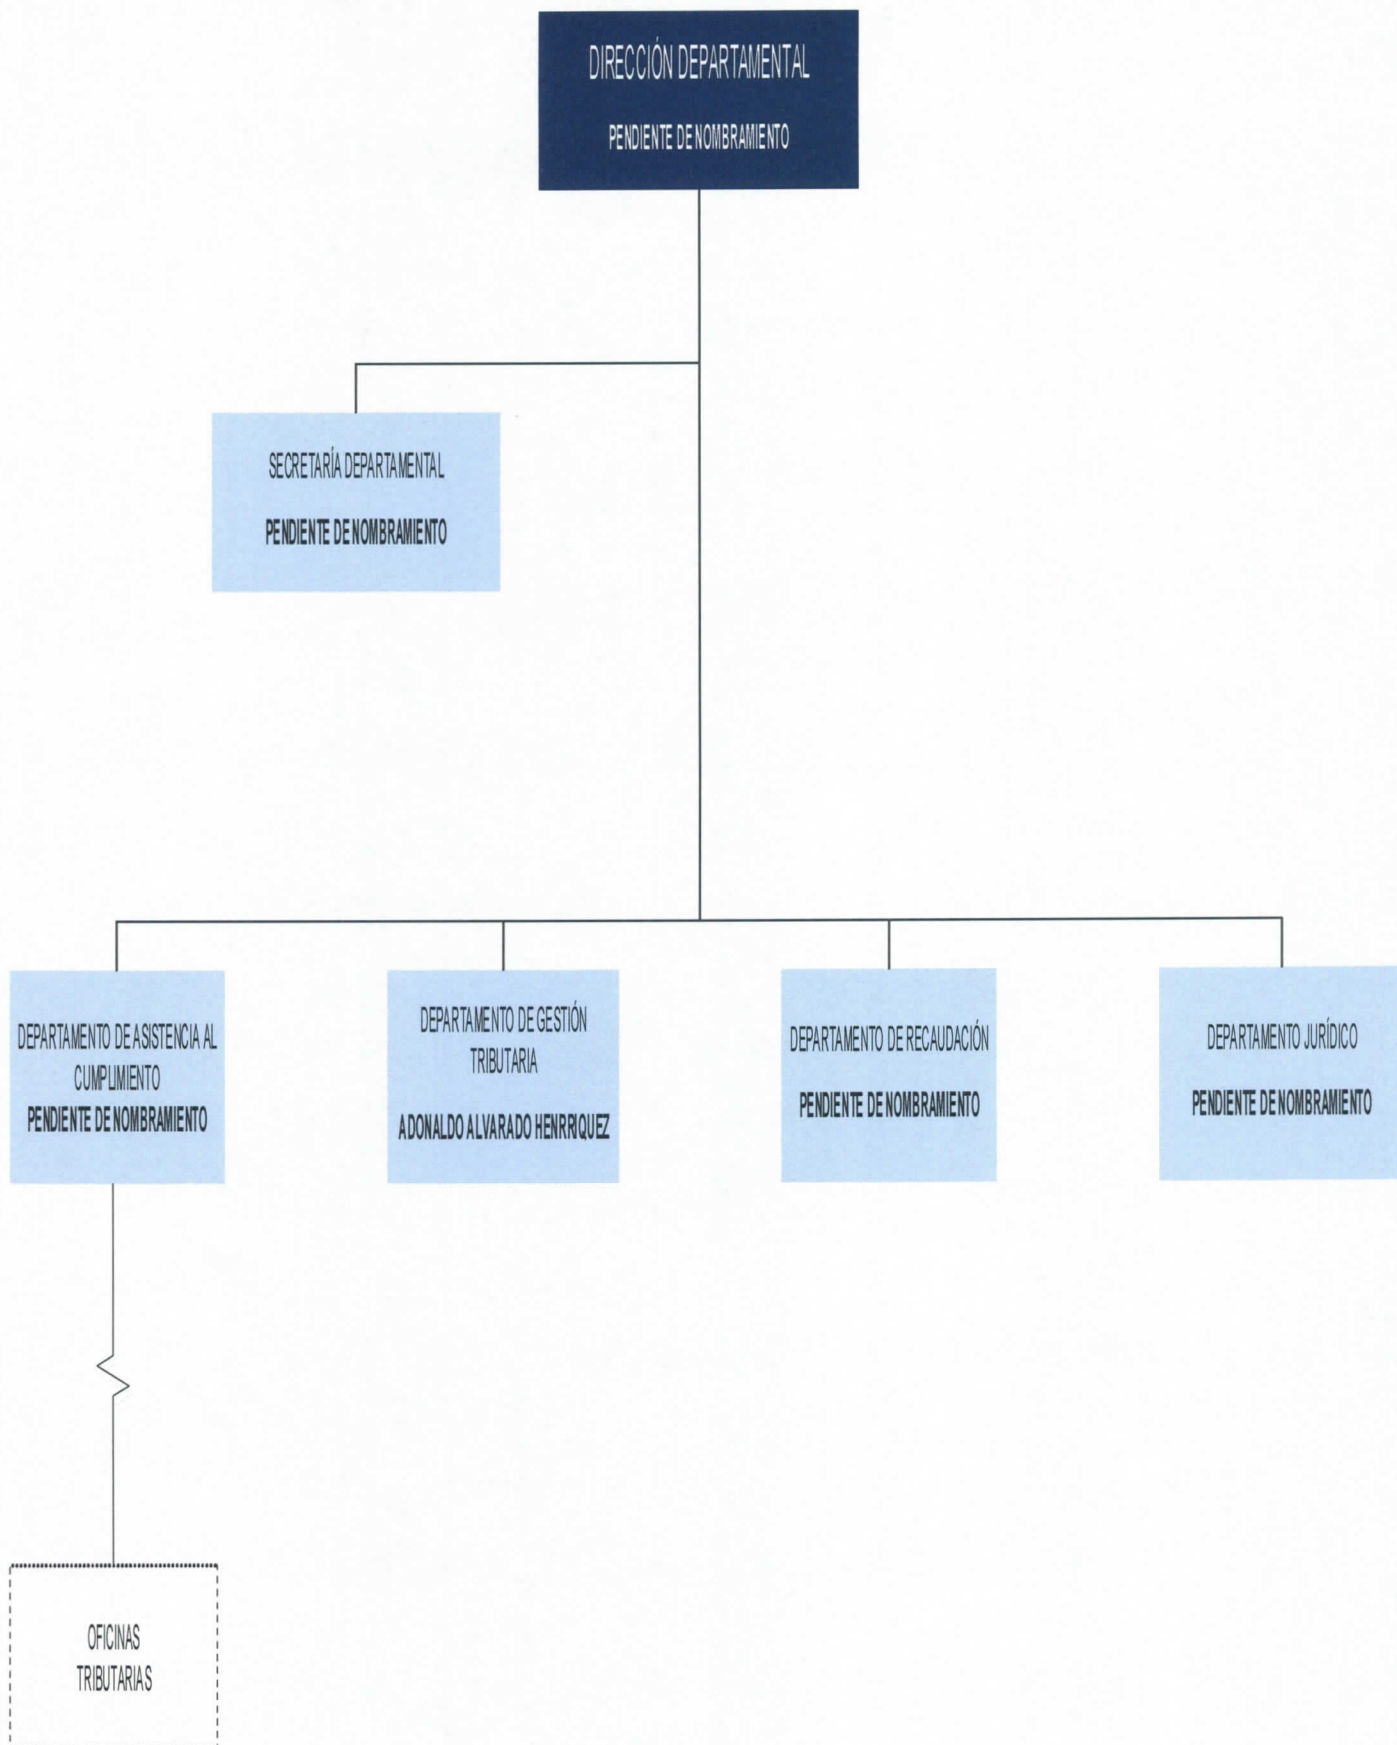 DIRECCIÓN DEPARTAMENTAL
PENDIENTE DE NOMBRAMIENTO
SECRETARÍA DEPARTAMENTAL
PENDIENTE DE NOMBRAMIENTO
DEPARTAMENTO DE ASISTENCIA AL
CUMPLIMIENTO
PENDIENTE DE NOMBRAMIENTO
DEPARTAMENTO DE GESTIÓN
TRIBUTARIA
ADONALDO ALVARADO HENRRIQUEZ
DEPARTAMENTO DE RECAUDACIÓN
PENDIENTE DE NOMBRAMIENTO
DEPARTAMENTO JURÍDICO
PENDIENTE DE NOMBRAMIENTO
OFICINAS
TRIBUTARIAS